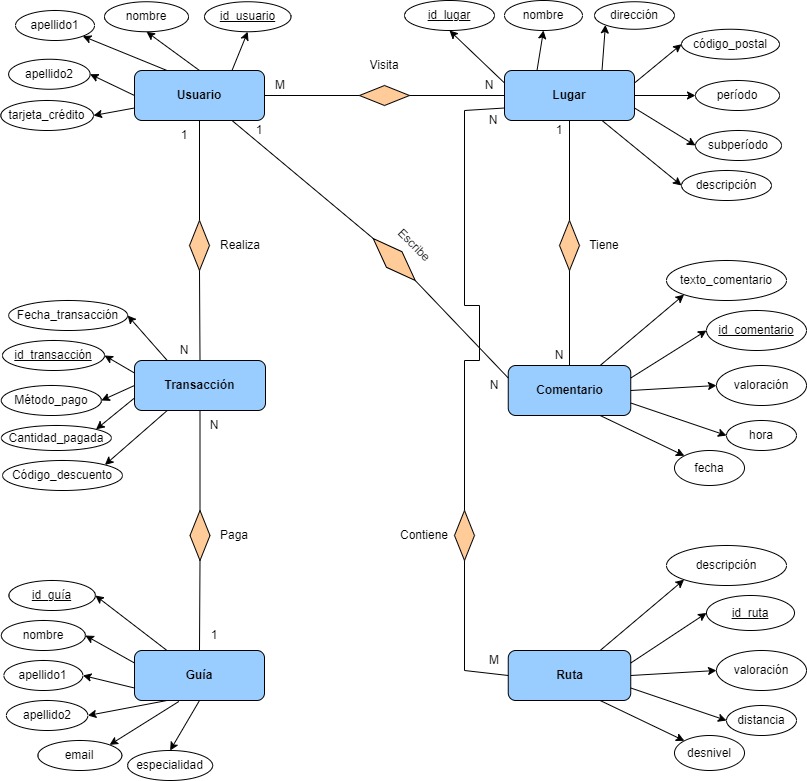 apellido1
nombre
id_usuario
apellido2
tarjeta_crédito
Usuario
M
Visita
N
id_lugar
nombre
dirección
código_postal
Lugar
período
subperíodo
descripción
1
1
N
1
Realiza
Escribe
Tiene
Fecha_transacción
id_transacción
Método_pago
Cantidad_pagada
Código_descuento
N
Transacción
N
N
N
texto_comentario
id_comentario
Comentario
valoración
hora
fecha
Paga
Contiene
id_guía
nombre
apellido1
apellido2
email
especialidad
1
Guía
M
Ruta
descripción
id_ruta
valoración
distancia
desnivel